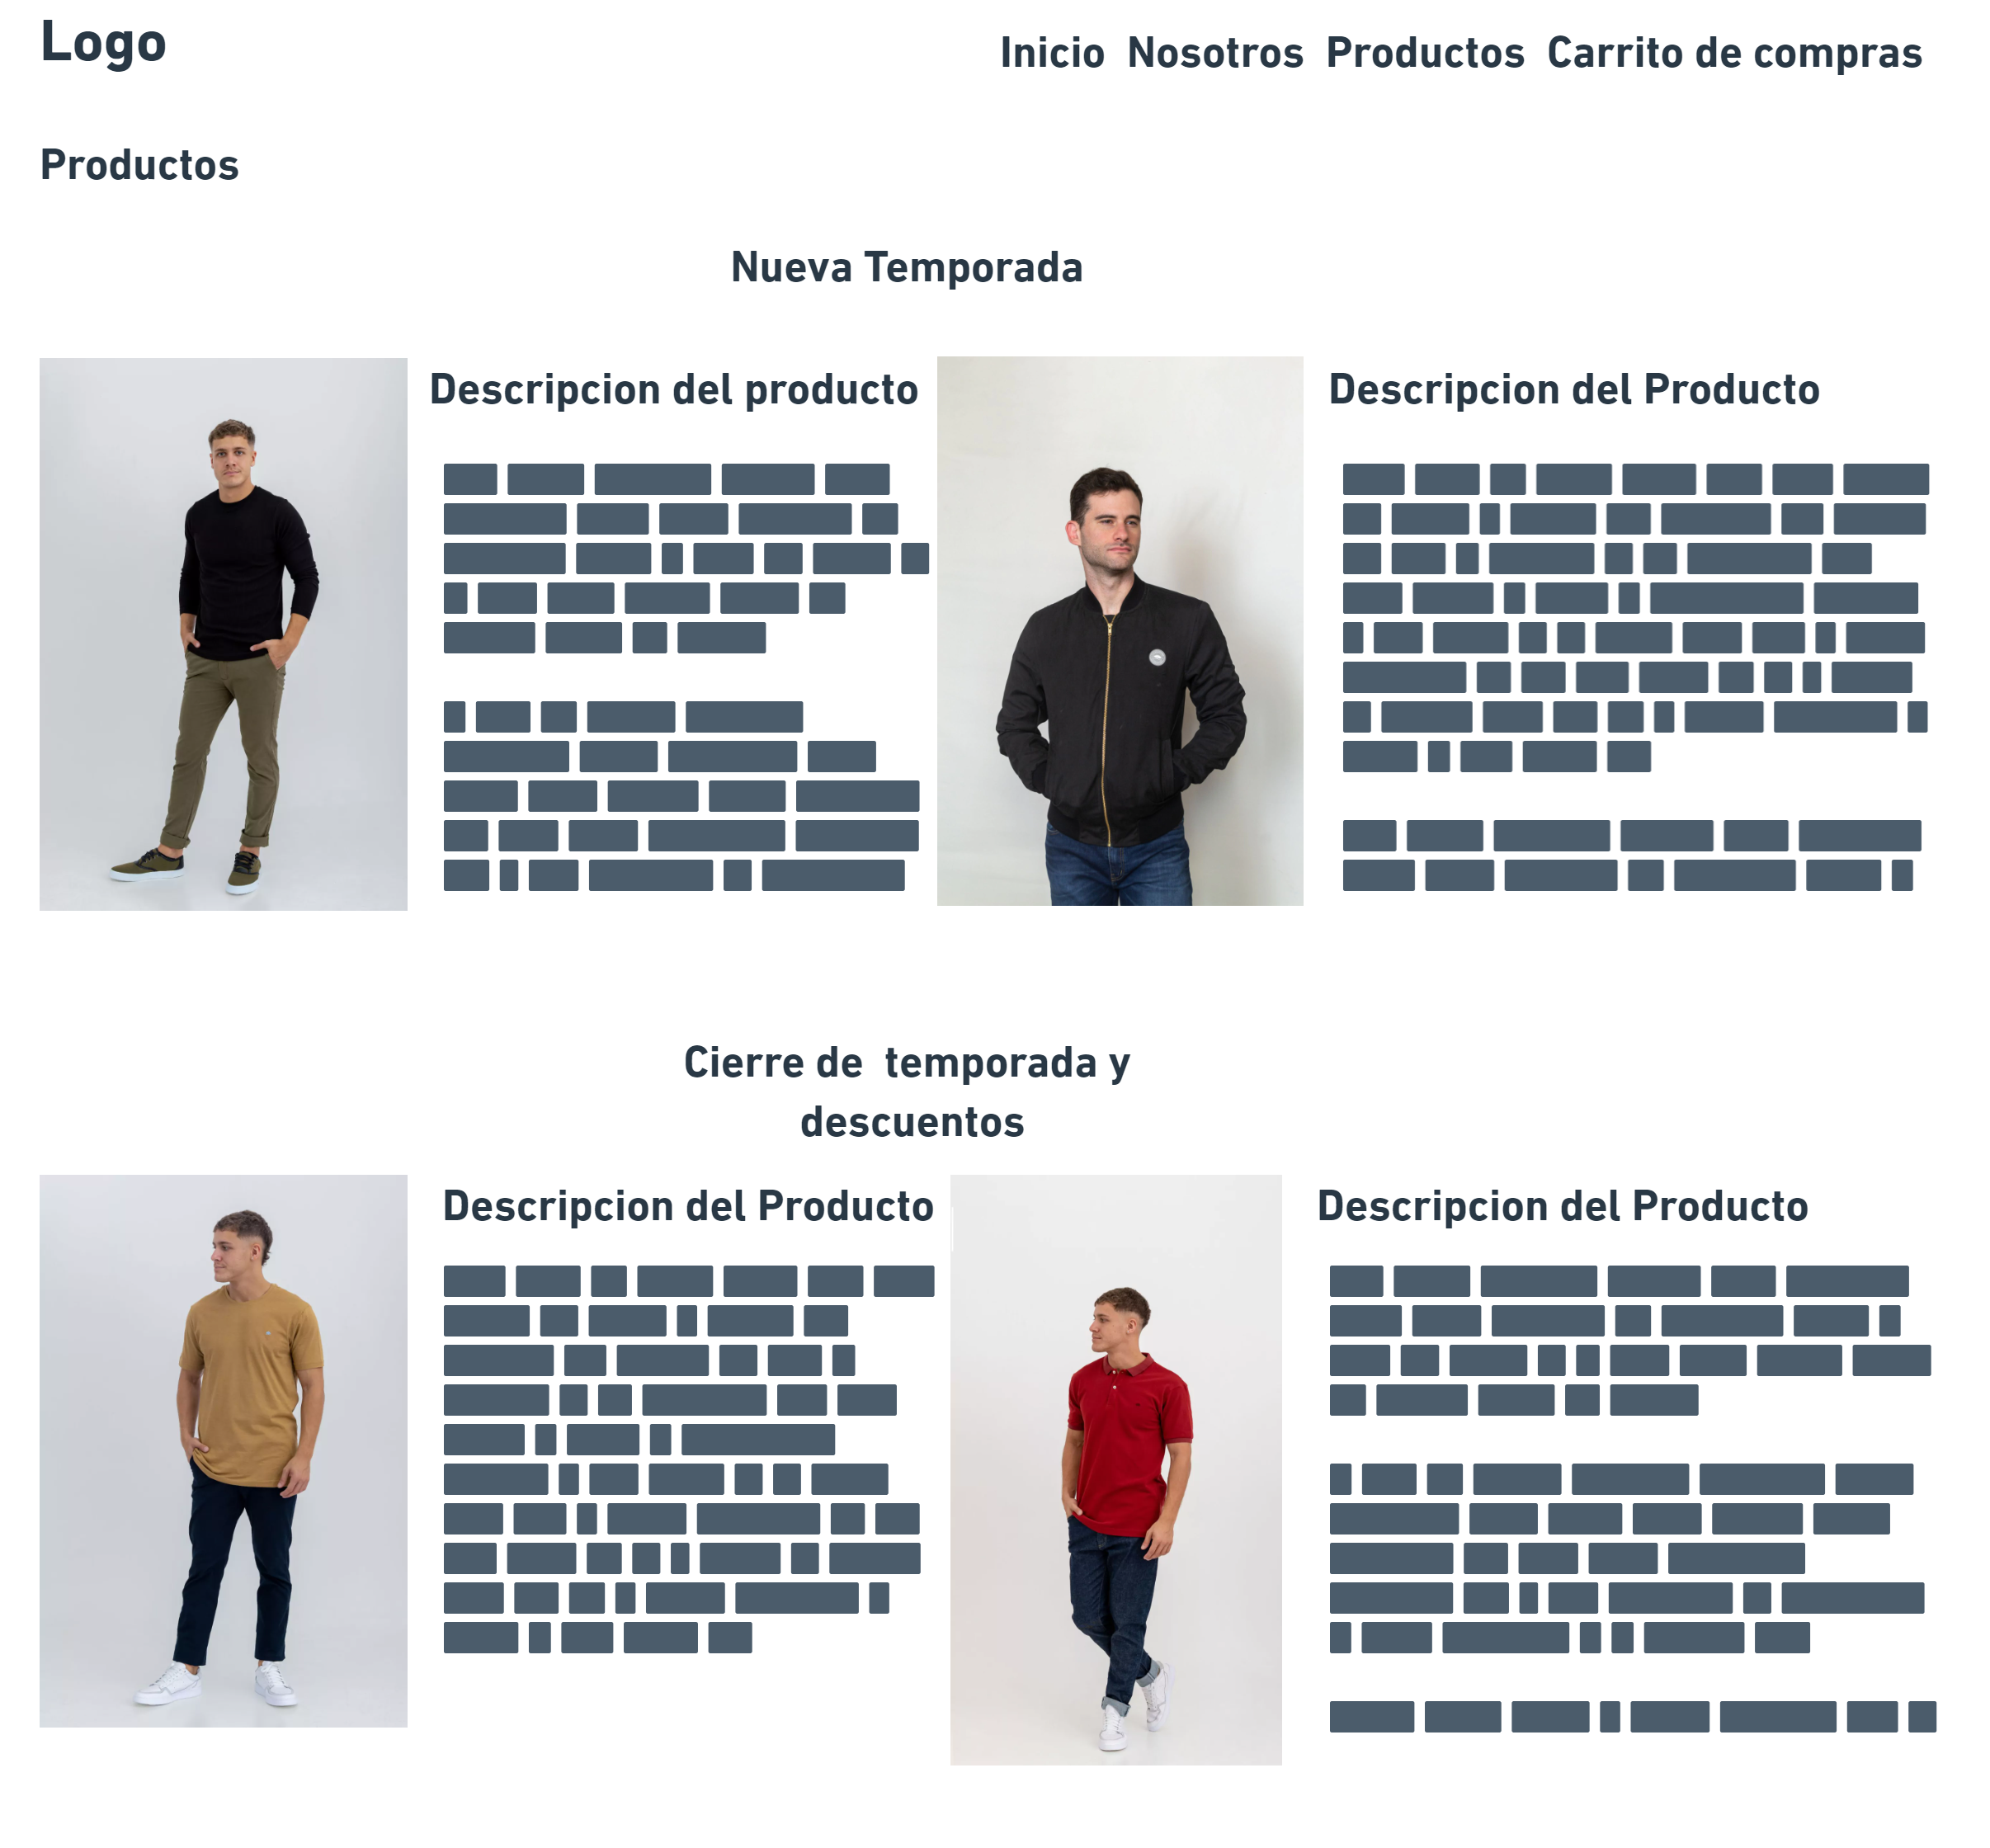 Logo
Inicio Nosotros Productos Carrito de compras
Productos
Nueva Temporada
Descripcion del producto
Descripcion del Producto
Cierre de temporada y
descuentos
Descripcion del Producto
Descripcion del Producto